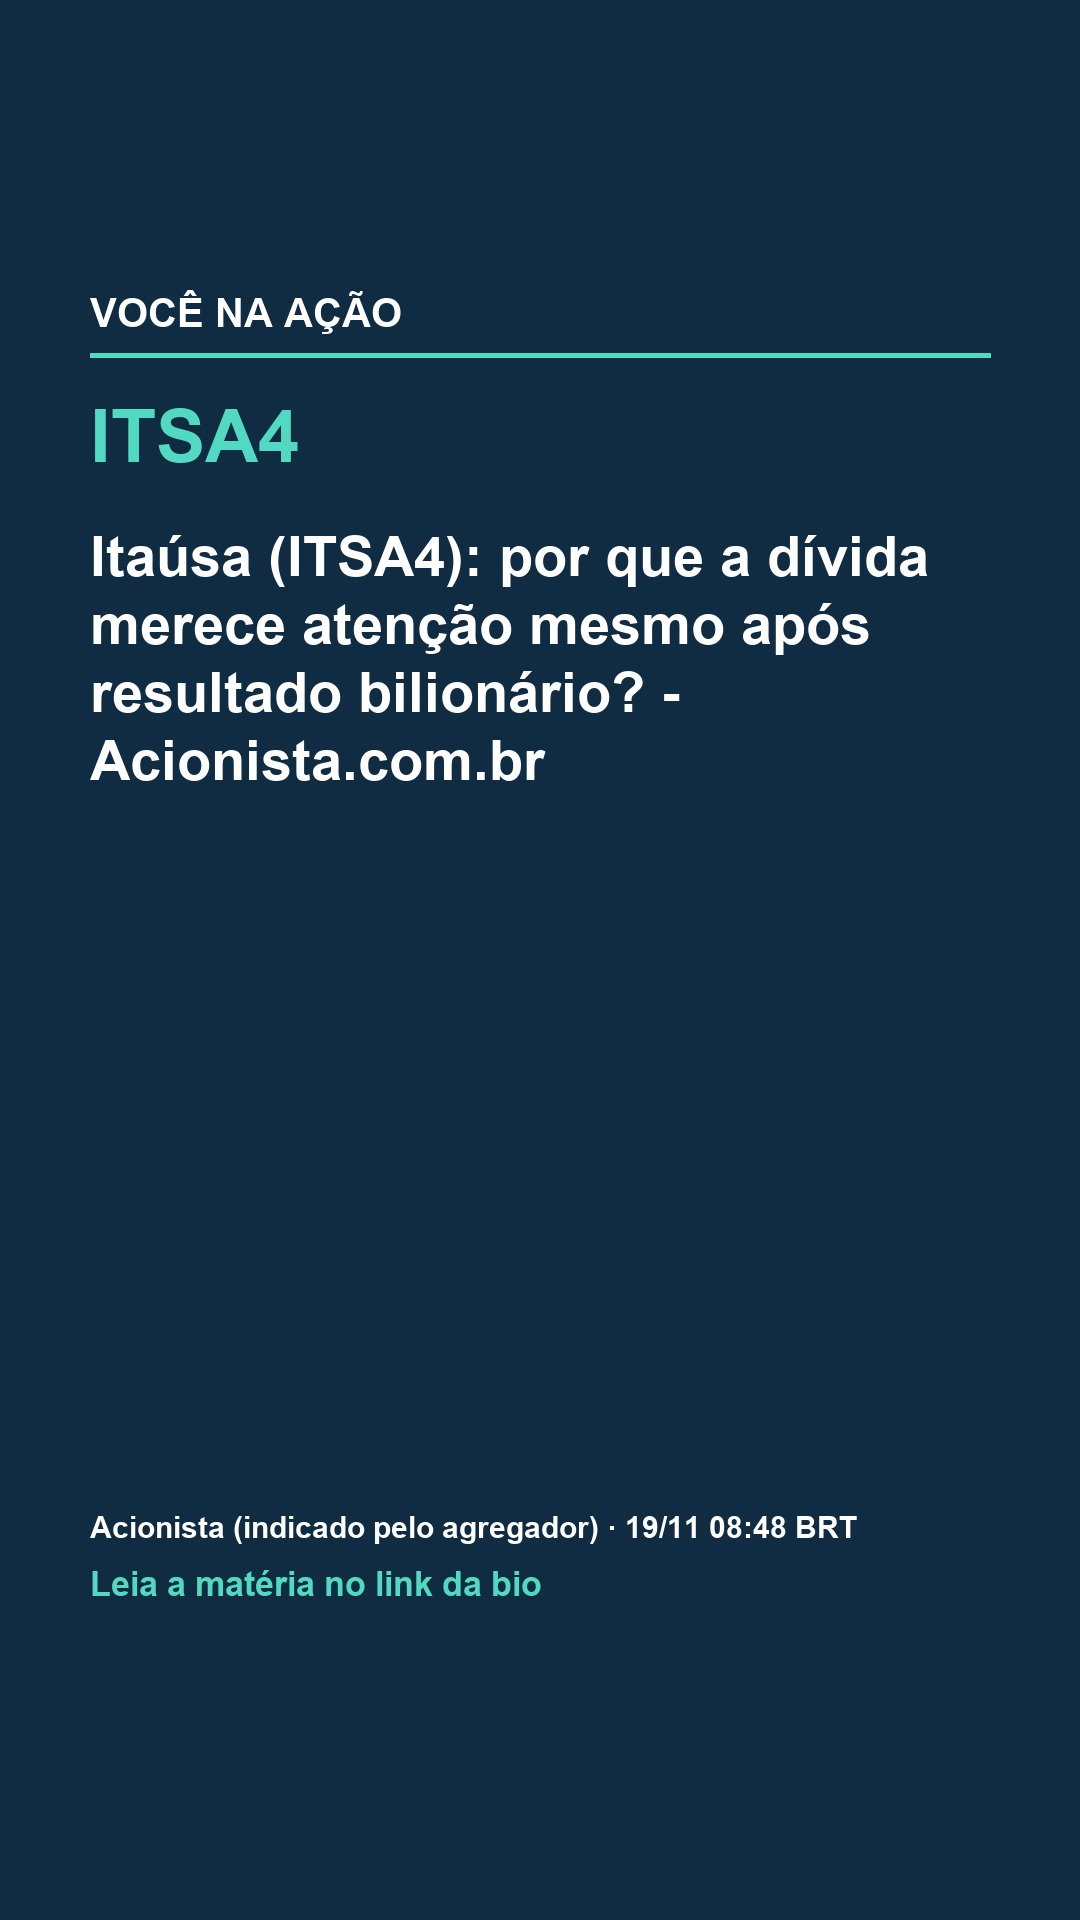 VOCÊ NA AÇÃO
ITSA4
Itaúsa (ITSA4): por que a dívida
merece atenção mesmo após
resultado bilionário? -
Acionista.com.br
Acionista (indicado pelo agregador) · 19/11 08:48 BRT
Leia a matéria no link da bio